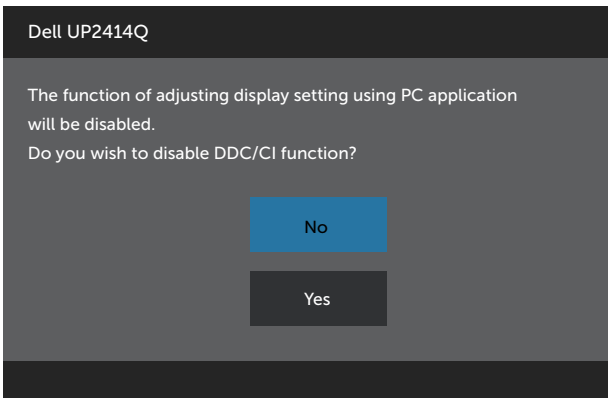 Dell UP2414Q
The function of adjusting display setting using PC application
will be disabled.
Do you wish to disable DDC/CI function?
No
Yes